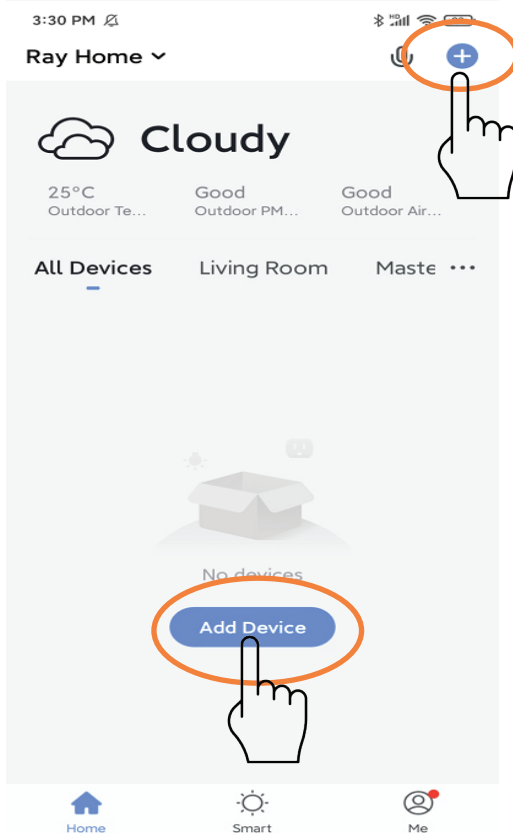 3:30 PM
Ray Home
Cloudy
25°C Good Good
Outdoor Te... Outdoor PM... Outdoor Air...
All Devices Living Room Maste ...
No devices
Add Device
Home Smart Me